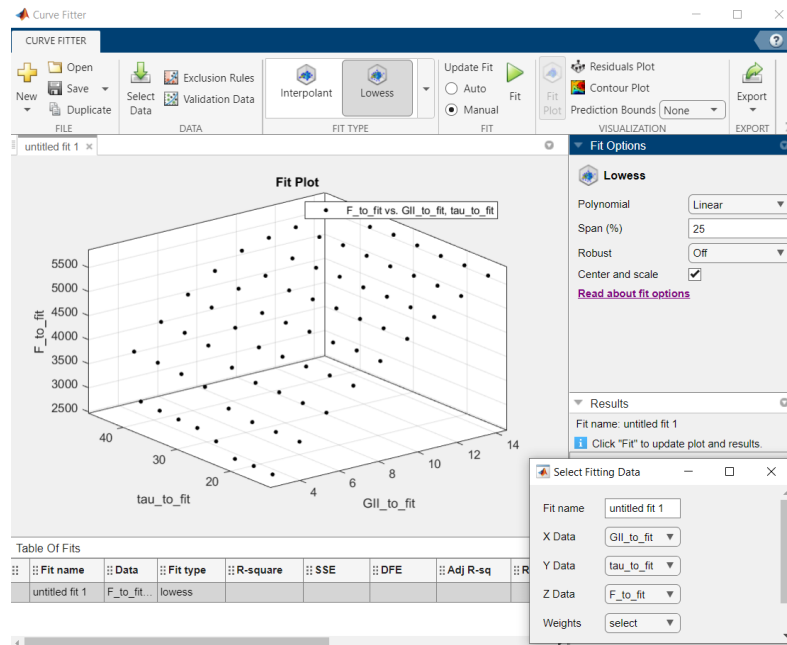 Curve Fitter
CURVE FITTER
New
Open
Save
Duplicate
FILE
Select Data
Exclusion Rules
Validation Data
DATA
Interpolant
Lowess
FIT TYPE
Update Fit
Auto
Manual
Fit
FIT
Fit Plot
Residuals Plot
Contour Plot
Prediction Bounds None
VISUALIZATION
Export
EXPORT
untitled fit 1
Fit Plot
F_to_fit vs. GII_to_fit, tau_to_fit
5500
5000
4500
4000
3500
3000
2500
F_to_fit
40
30
20
tau_to_fit
4
6
8
10
12
14
GII_to_fit
Fit Options
Lowess
Polynomial Linear
Span (%) 25
Robust Off
Center and scale
Read about fit options
Results
Fit name: untitled fit 1
Click "Fit" to update plot and results.
Table Of Fits
Fit name Data Fit type R-square SSE DFE Adj R-sq R
untitled fit 1 F_to_fit... lowess
Select Fitting Data
Fit name untitled fit 1
X Data GII_to_fit
Y Data tau_to_fit
Z Data F_to_fit
Weights select